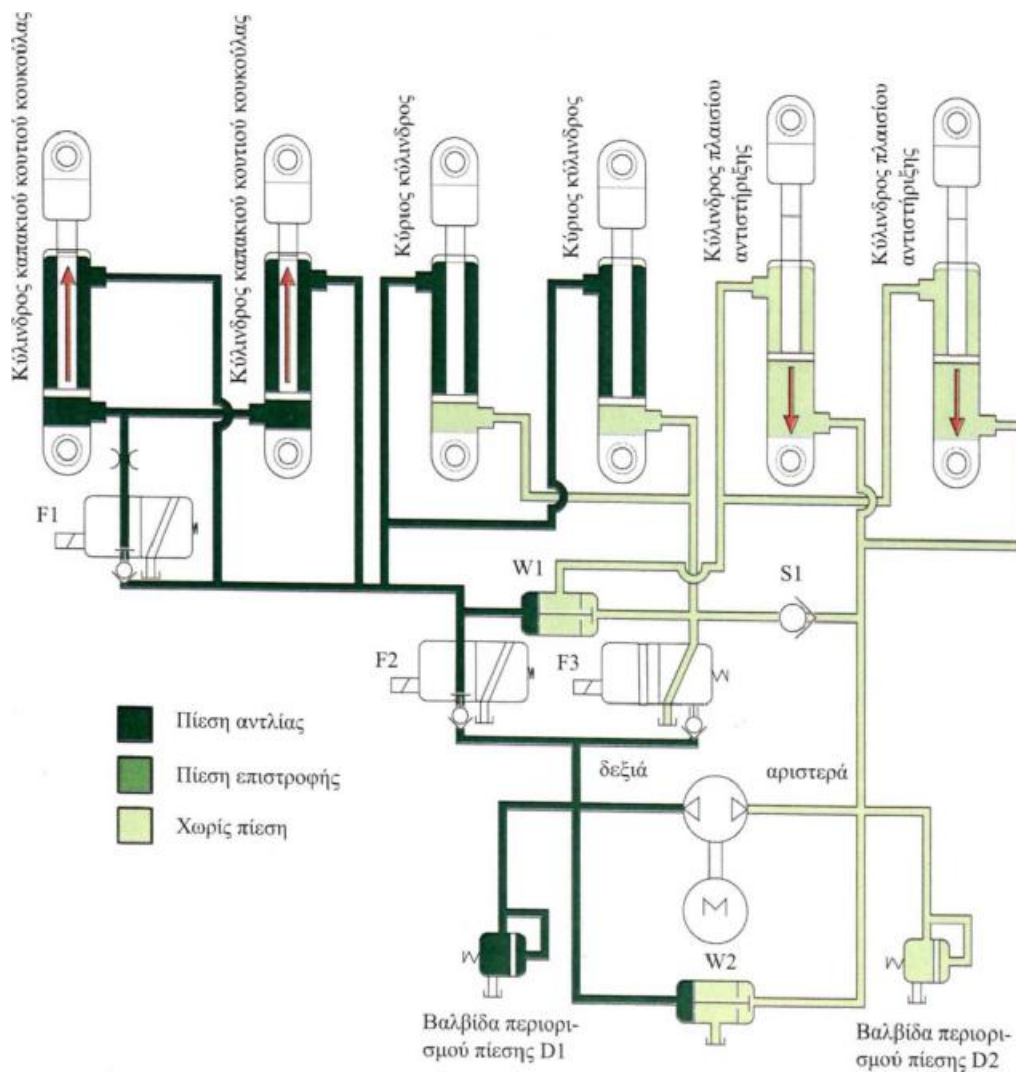 Κύλινδρος καπακιού κουτιού κουκούλας
Κύλινδρος καπακιού κουτιού κουκούλας
Κύριος κύλινδρος
Κύριος κύλινδρος
Κύλινδρος πλαισίου
αντιστήριξης
Κύλινδρος πλαισίου
αντιστήριξης
F1
W1
S1
F2
F3
Πίεση αντλίας
Πίεση επιστροφής
Χωρίς πίεση
δεξιά
αριστερά
M
W2
Βαλβίδα περιορι-
σμού πίεσης D1
Βαλβίδα περιορι-
σμού πίεσης D2